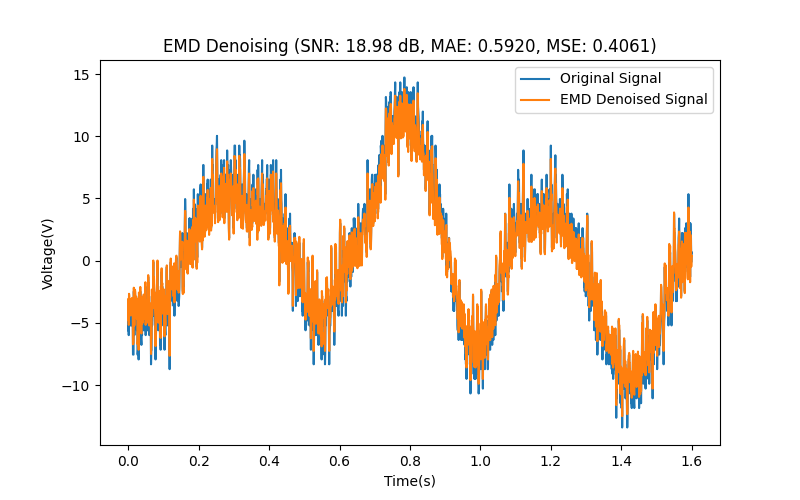 EMD Denoising (SNR: 18.98 dB, MAE: 0.5920, MSE: 0.4061)
Original Signal
EMD Denoised Signal
Voltage(V)
15
10
5
0
−5
−10
0.0 0.2 0.4 0.6 0.8 1.0 1.2 1.4 1.6
Time(s)